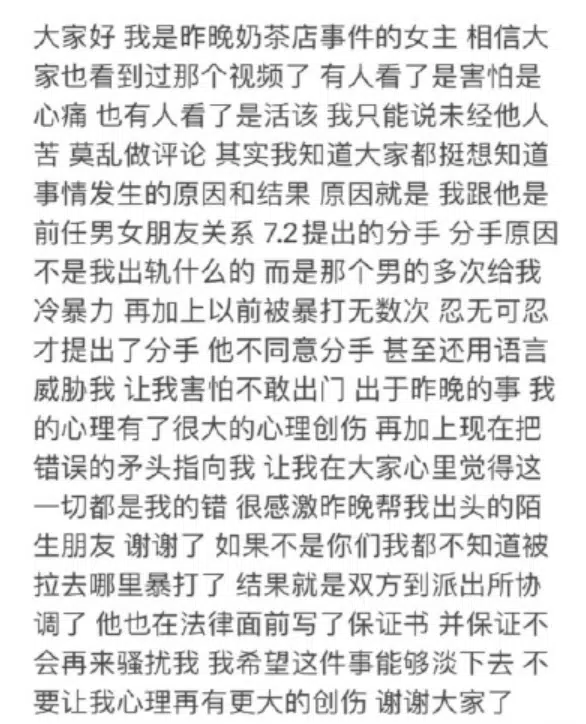 大家好 我是昨晚奶茶店事件的女主 相信大
家也看到过那个视频了 有人看了是害怕是
心痛 也有人看了是活该 我只能说未经他人
苦 莫乱做评论 其实我知道大家都挺想知道
事情发生的原因和结果 原因就是 我跟他是
前任男女朋友关系 7.2提出的分手 分手原因
不是我出轨什么的 而是那个男的多次给我
冷暴力 再加上以前被暴打无数次 忍无可忍
才提出了分手 他不同意分手 甚至还用语言
威胁我 让我害怕不敢出门 出于昨晚的事 我
的心理有了很大的心理创伤 再加上现在把
错误的矛头指向我 让我在大家心里觉得这
一切都是我的错 很感激昨晚帮我出头的陌
生朋友 谢谢了 如果不是你们我都不知道被
拉去哪里暴打了 结果就是双方到派出所协
调了 他也在法律面前写了保证书 并保证不
会再来骚扰我 我希望这件事能够淡下去 不
要让我心理再有更大的创伤 谢谢大家了